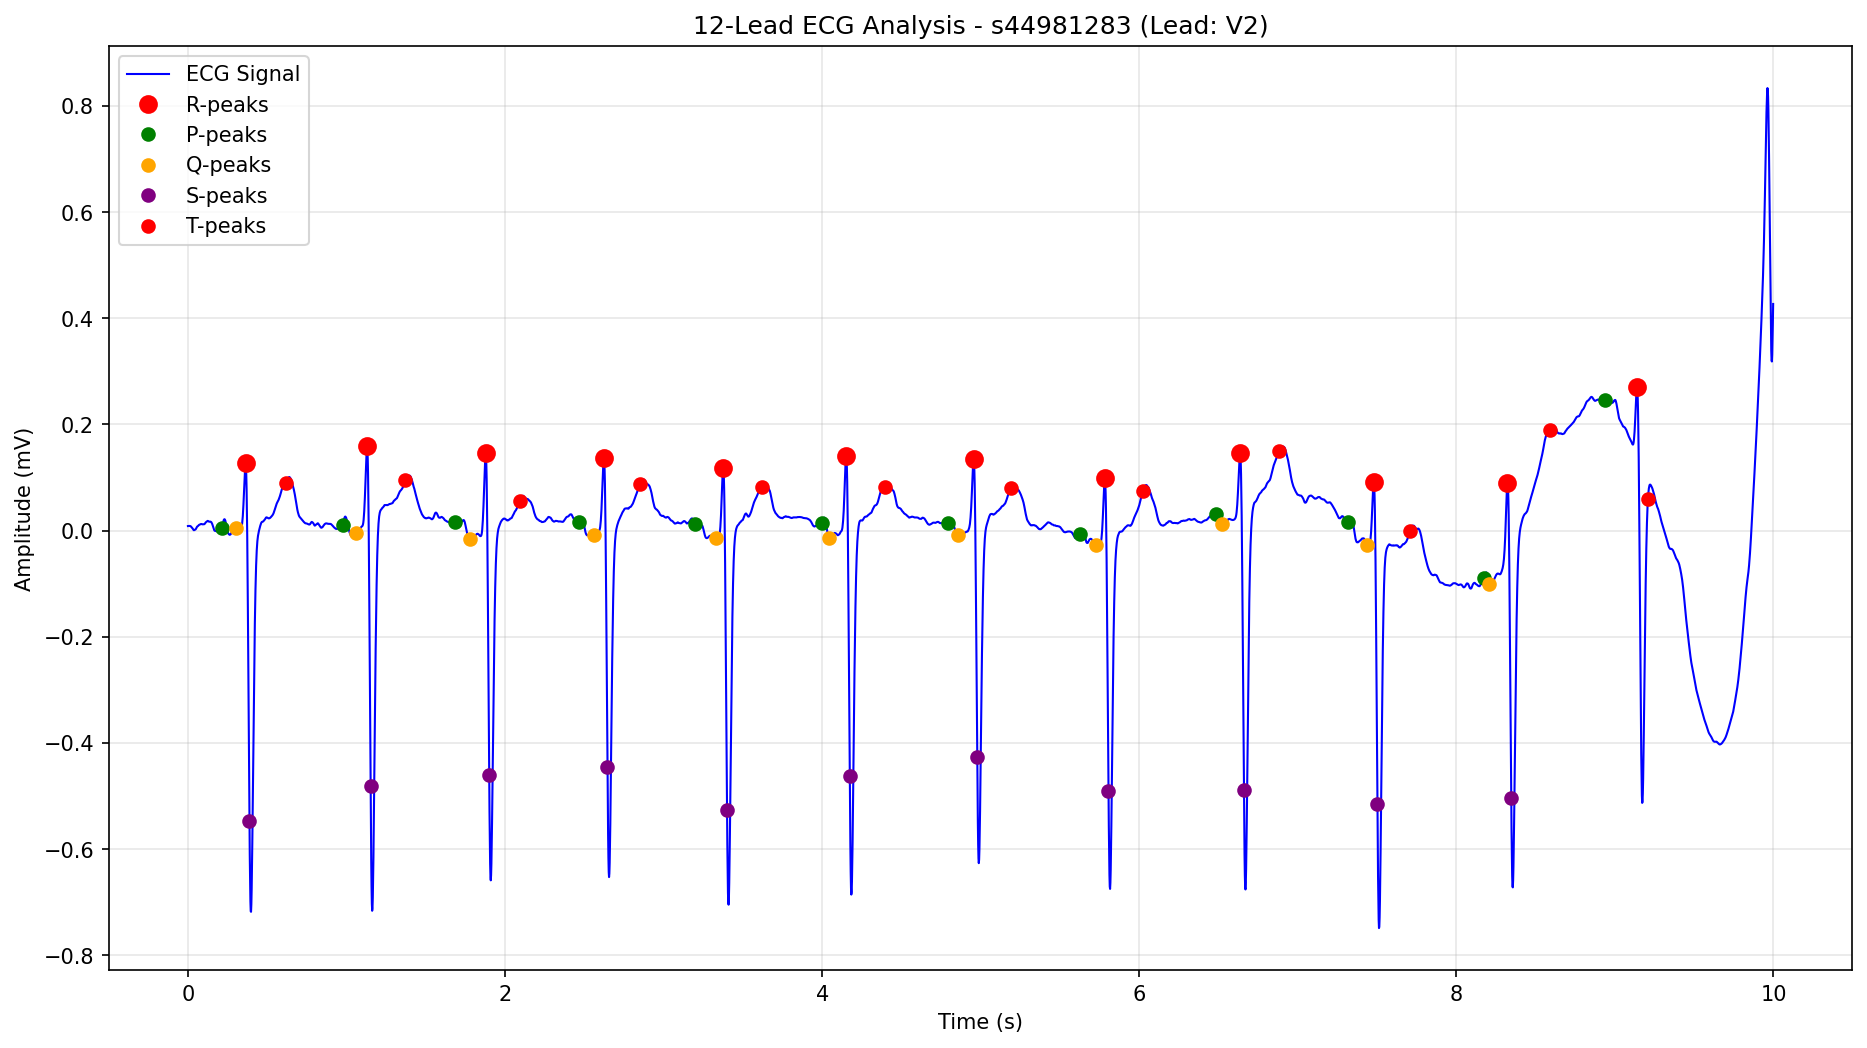 12-Lead ECG Analysis - s44981283 (Lead: V2)
ECG Signal
R-peaks
P-peaks
Q-peaks
S-peaks
T-peaks
Amplitude (mV)
0.8
0.6
0.4
0.2
0.0
−0.2
−0.4
−0.6
−0.8
0 2 4 6 8 10
Time (s)